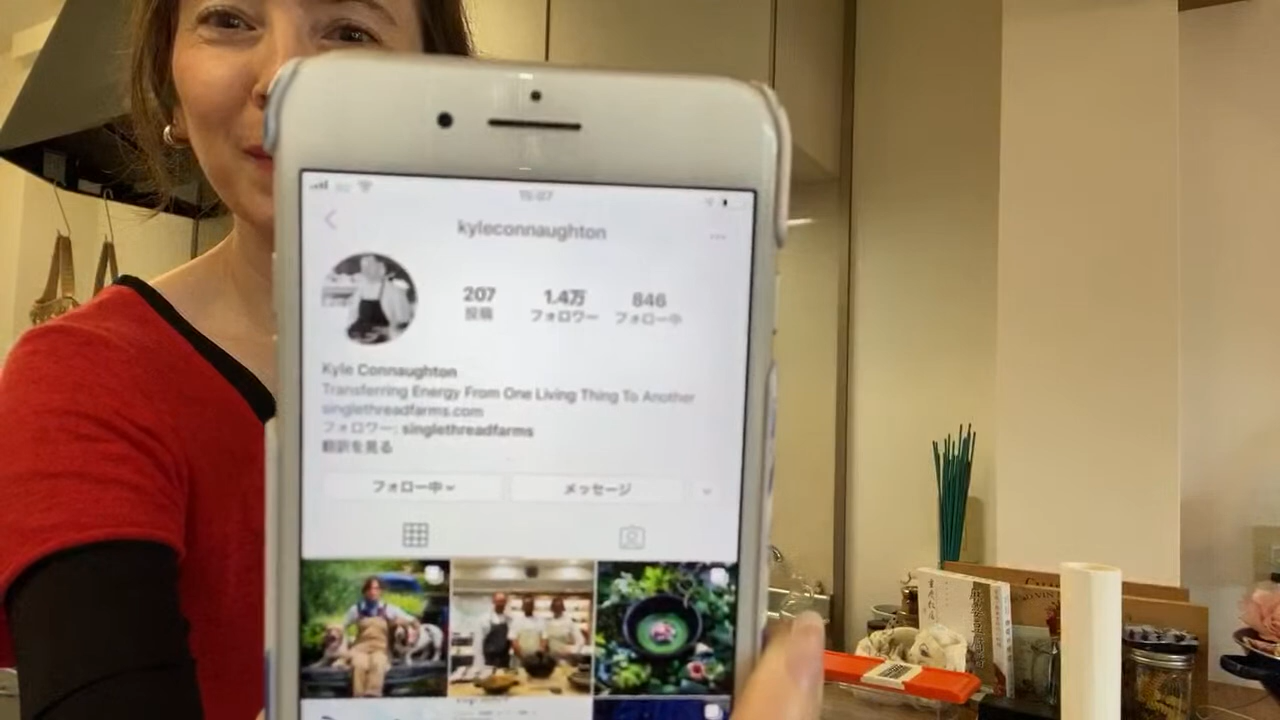 15:07
kyleconnaughton
207 1.4万 846
投稿 フォロワー フォロー中
Kyle Connaughton
Transferring Energy From One Living Thing To Another
singlethreadfarms.com
フォロワー: singlethreadfarms
翻訳を見る
フォロー中
メッセージ